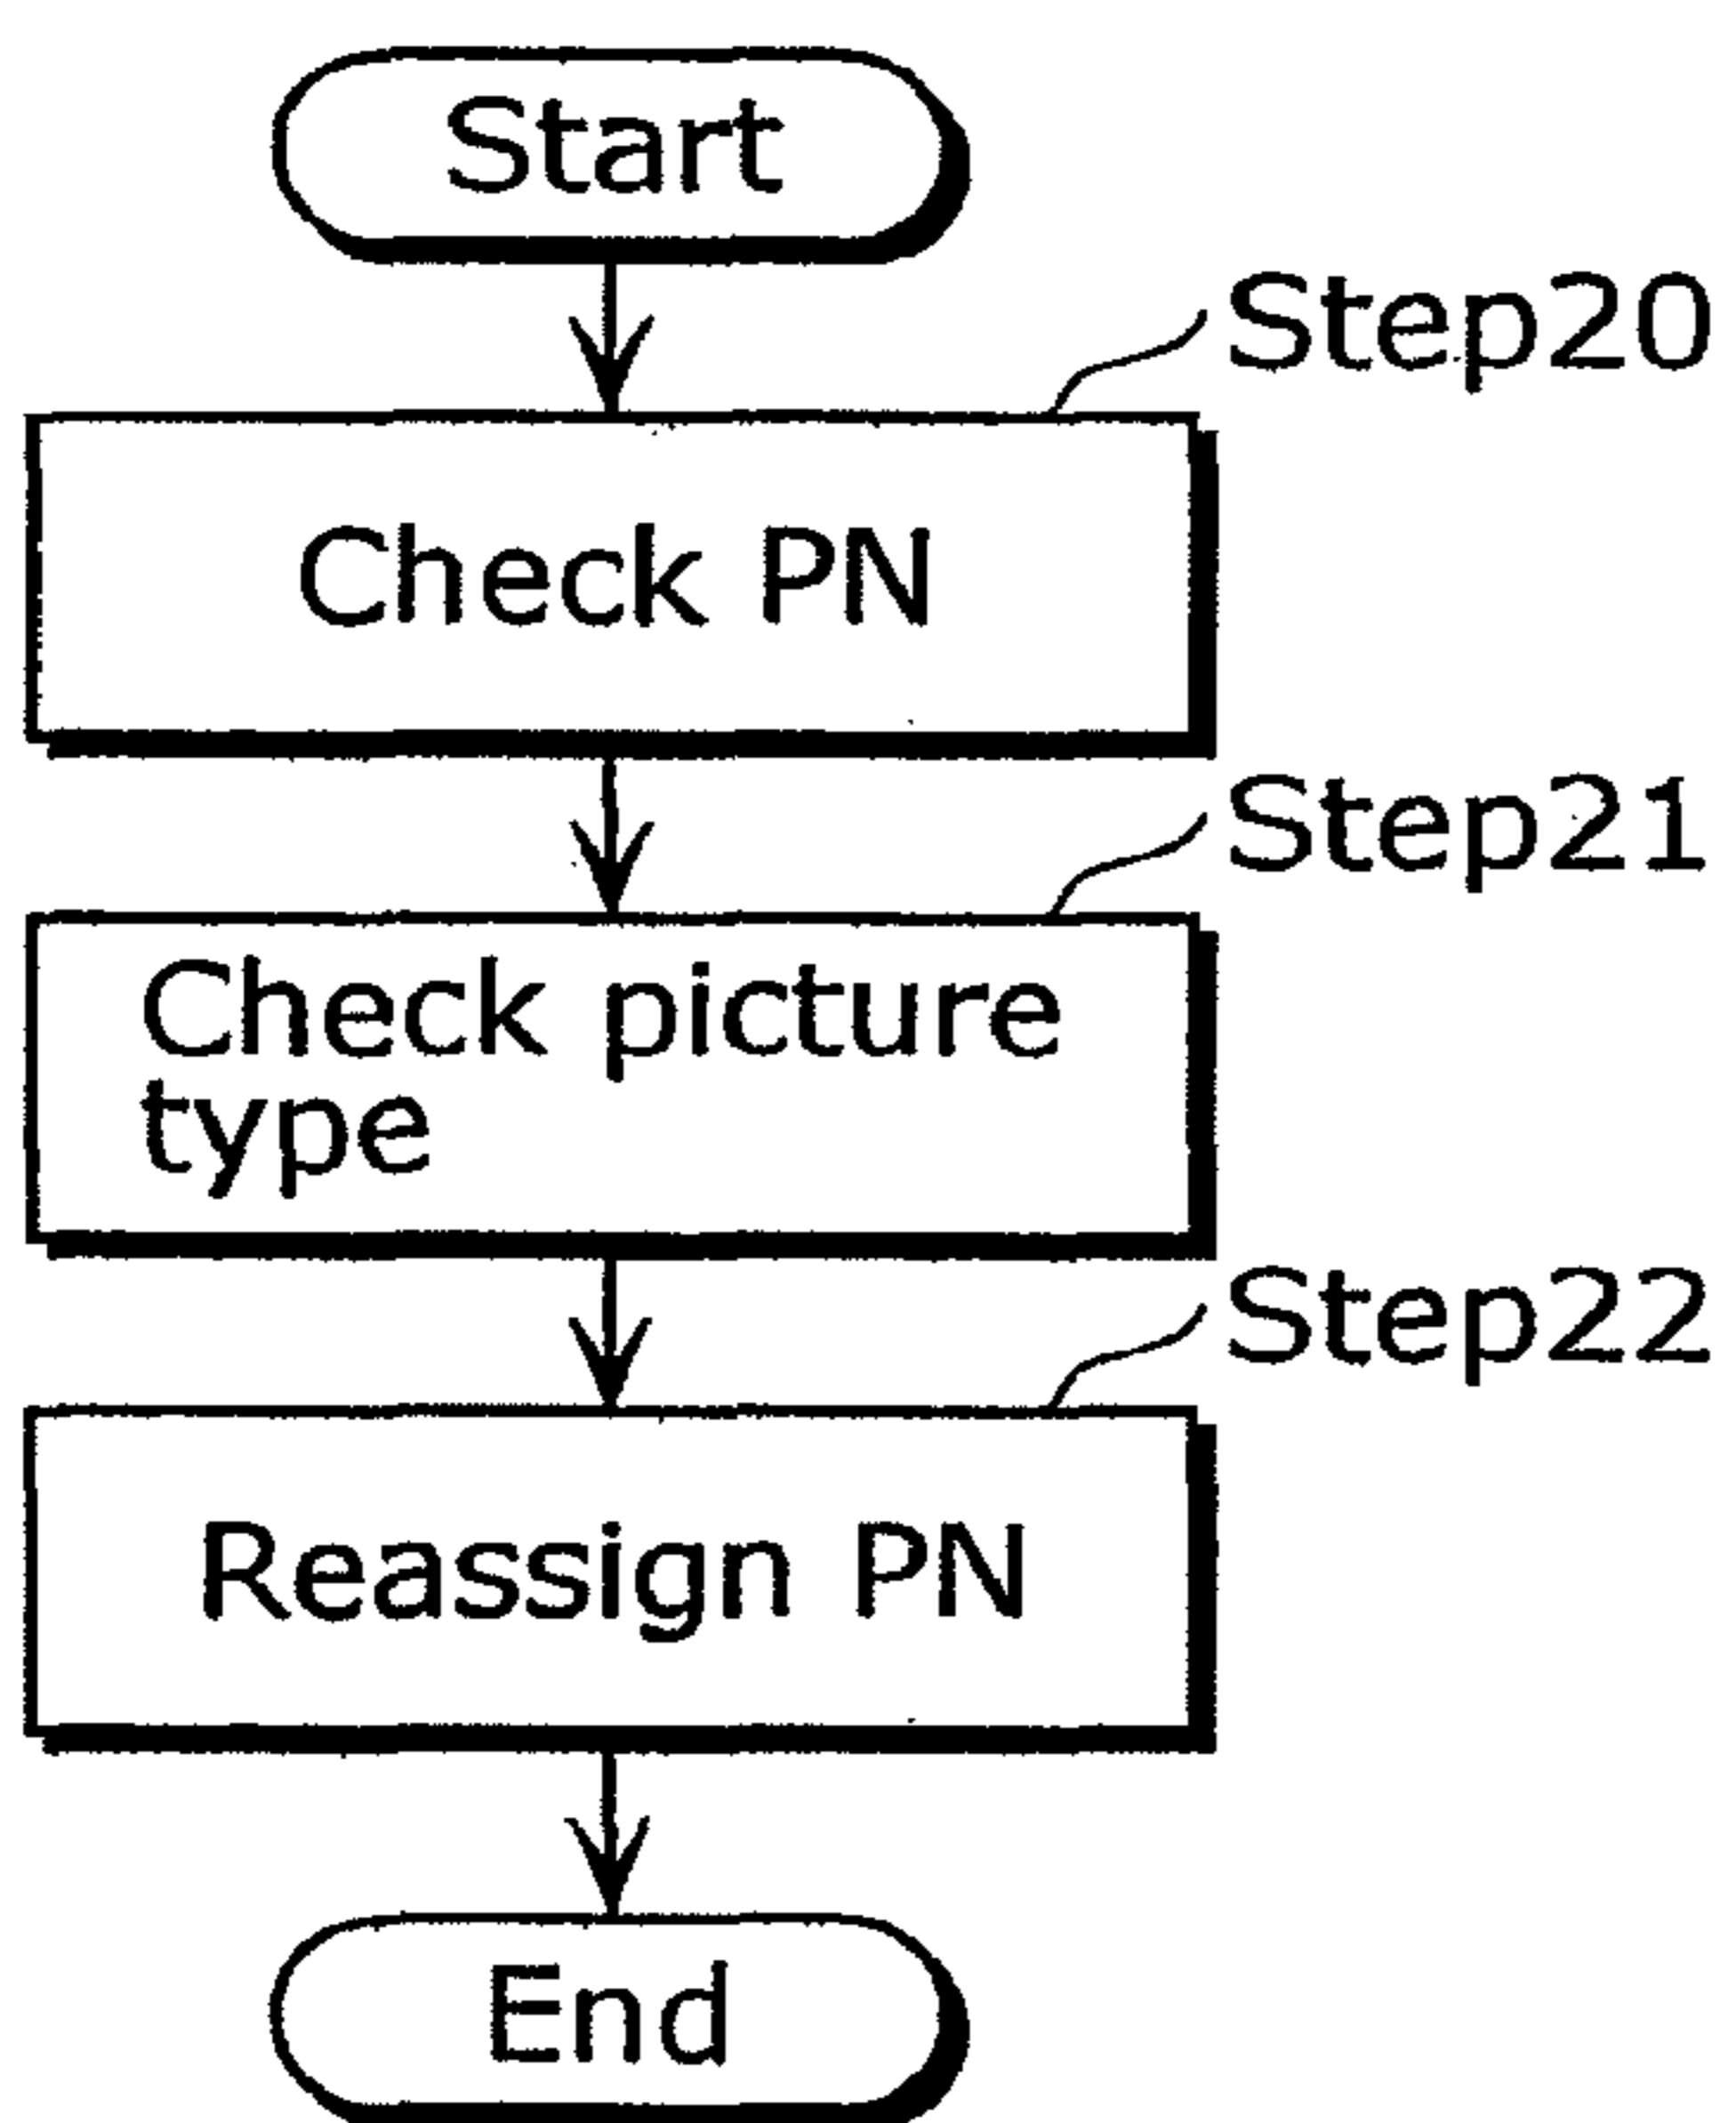 Start
Step20
Check PN
Step21
Check picture
type
Step22
Reassign PN
End